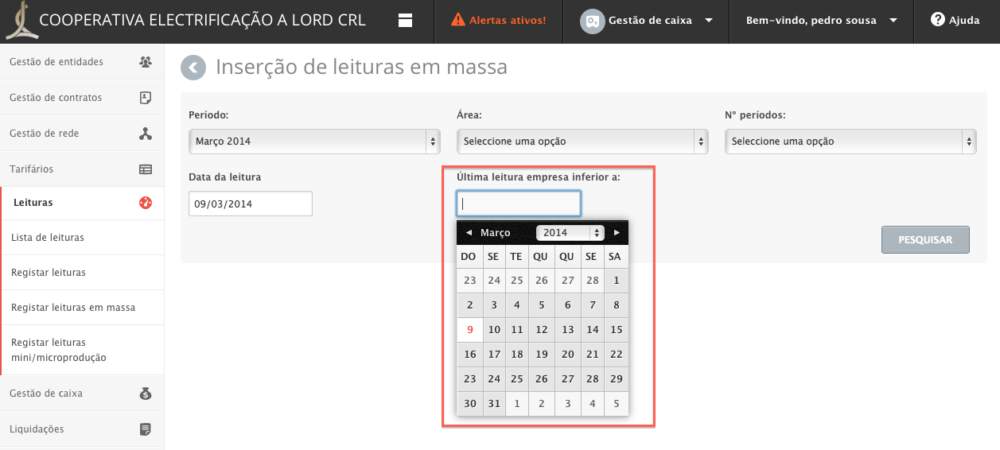 COOPERATIVA ELECTRIFICAÇÃO A LORD CRL
Alertas ativos!
Gestão de caixa
Bem-vindo, pedro sousa
Ajuda
Gestão de entidades
Gestão de contratos
Gestão de rede
Tarifários
Leituras
Lista de leituras
Registar leituras
Registar leituras em massa
Registar leituras
mini/microprodução
Gestão de caixa
Liquidações
Inserção de leituras em massa
Período:
Área:
Nº períodos:
Março 2014
Seleccione uma opção
Seleccione uma opção
Data da leitura
Última leitura empresa inferior a:
09/03/2014
Março 2014
DO SE TE QU QU SE SA
23 24 25 26 27 28 1
2 3 4 5 6 7 8
9 10 11 12 13 14 15
16 17 18 19 20 21 22
23 24 25 26 27 28 29
30 31 1 2 3 4 5
PESQUISAR